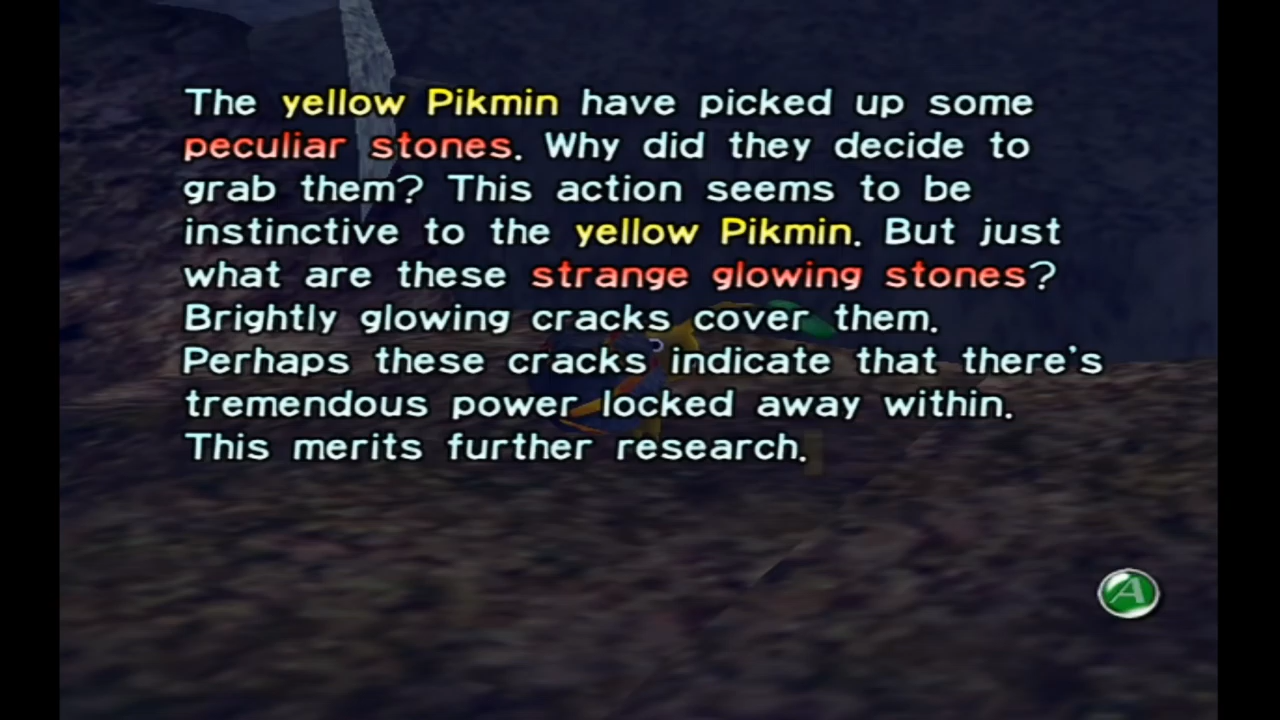 The yellow Pikmin have picked up some
peculiar stones. Why did they decide to
grab them? This action seems to be
instinctive to the yellow Pikmin. But just
what are these strange glowing stones?
Brightly glowing cracks cover them.
Perhaps these cracks indicate that there's
tremendous power locked away within.
This merits further research.
A